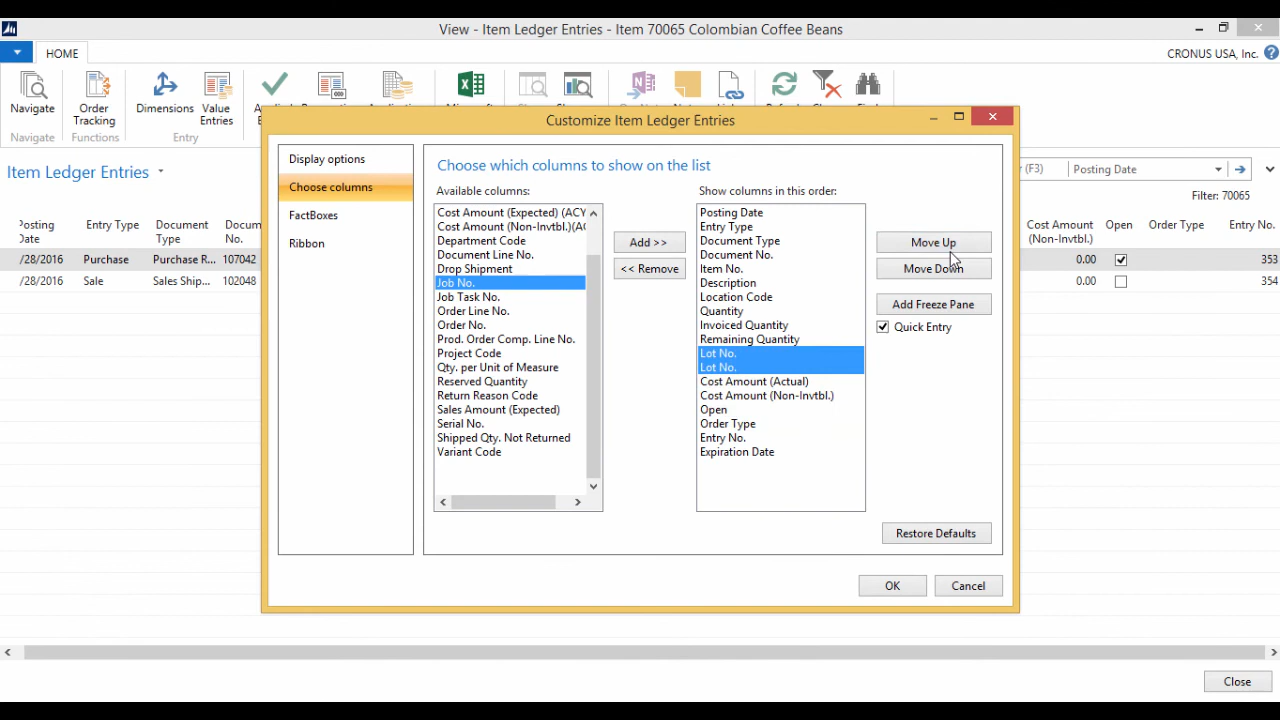 View - Item Ledger Entries - Item 70065 Colombian Coffee Beans
HOME
CRONUS USA, Inc.
Navigate
Order Tracking
Dimensions
Value Entries
Navigate
Functions
Entry
Customize Item Ledger Entries
Item Ledger Entries
(F3)
Posting Date
Filter: 70065
Entry Type
Document Type
No.
Cost Amount (Non-Invtbl.)
Open
Order Type
Entry No.
/28/2016
Purchase
Purchase R...
107042
0.00
353
/28/2016
Sale
Sales Ship...
102048
0.00
354
Display options
Choose columns
FactBoxes
Ribbon
Choose which columns to show on the list
Available columns:
Cost Amount (Expected) (ACY
Cost Amount (Non-Invtbl.)(AC
Department Code
Document Line No.
Drop Shipment
Job No.
Job Task No.
Order Line No.
Order No.
Prod. Order Comp. Line No.
Project Code
Qty. per Unit of Measure
Reserved Quantity
Return Reason Code
Sales Amount (Expected)
Serial No.
Shipped Qty. Not Returned
Variant Code
Add >>
<< Remove
Show columns in this order:
Posting Date
Entry Type
Document Type
Document No.
Item No.
Description
Location Code
Quantity
Invoiced Quantity
Remaining Quantity
Lot No.
Lot No.
Cost Amount (Actual)
Cost Amount (Non-Invtbl.)
Open
Order Type
Entry No.
Expiration Date
Move Up
Move Down
Add Freeze Pane
Quick Entry
Restore Defaults
OK
Cancel
Close